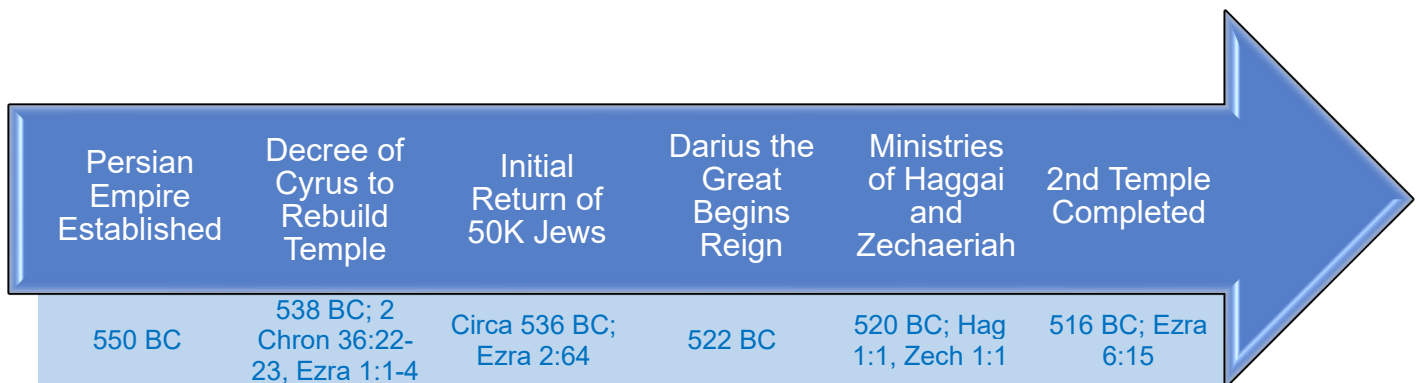 Persian
Empire
Established
Decree of
Cyrus to
Rebuild
Temple
Initial
Return of
50K Jews
Darius the
Great
Begins
Reign
Ministries
of Haggai
and
Zechaeriah
2nd Temple
Completed
550 BC
538 BC; 2
Chron 36:22-
23, Ezra 1:1-4
Circa 536 BC;
Ezra 2:64
522 BC
520 BC; Hag
1:1, Zech 1:1
516 BC; Ezra
6:15